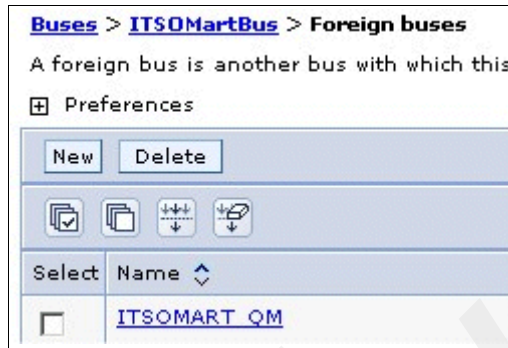 Buses > ITSOMartBus > Foreign buses
A foreign bus is another bus with which this
Preferences
New Delete
Select Name
ITSOMART_QM